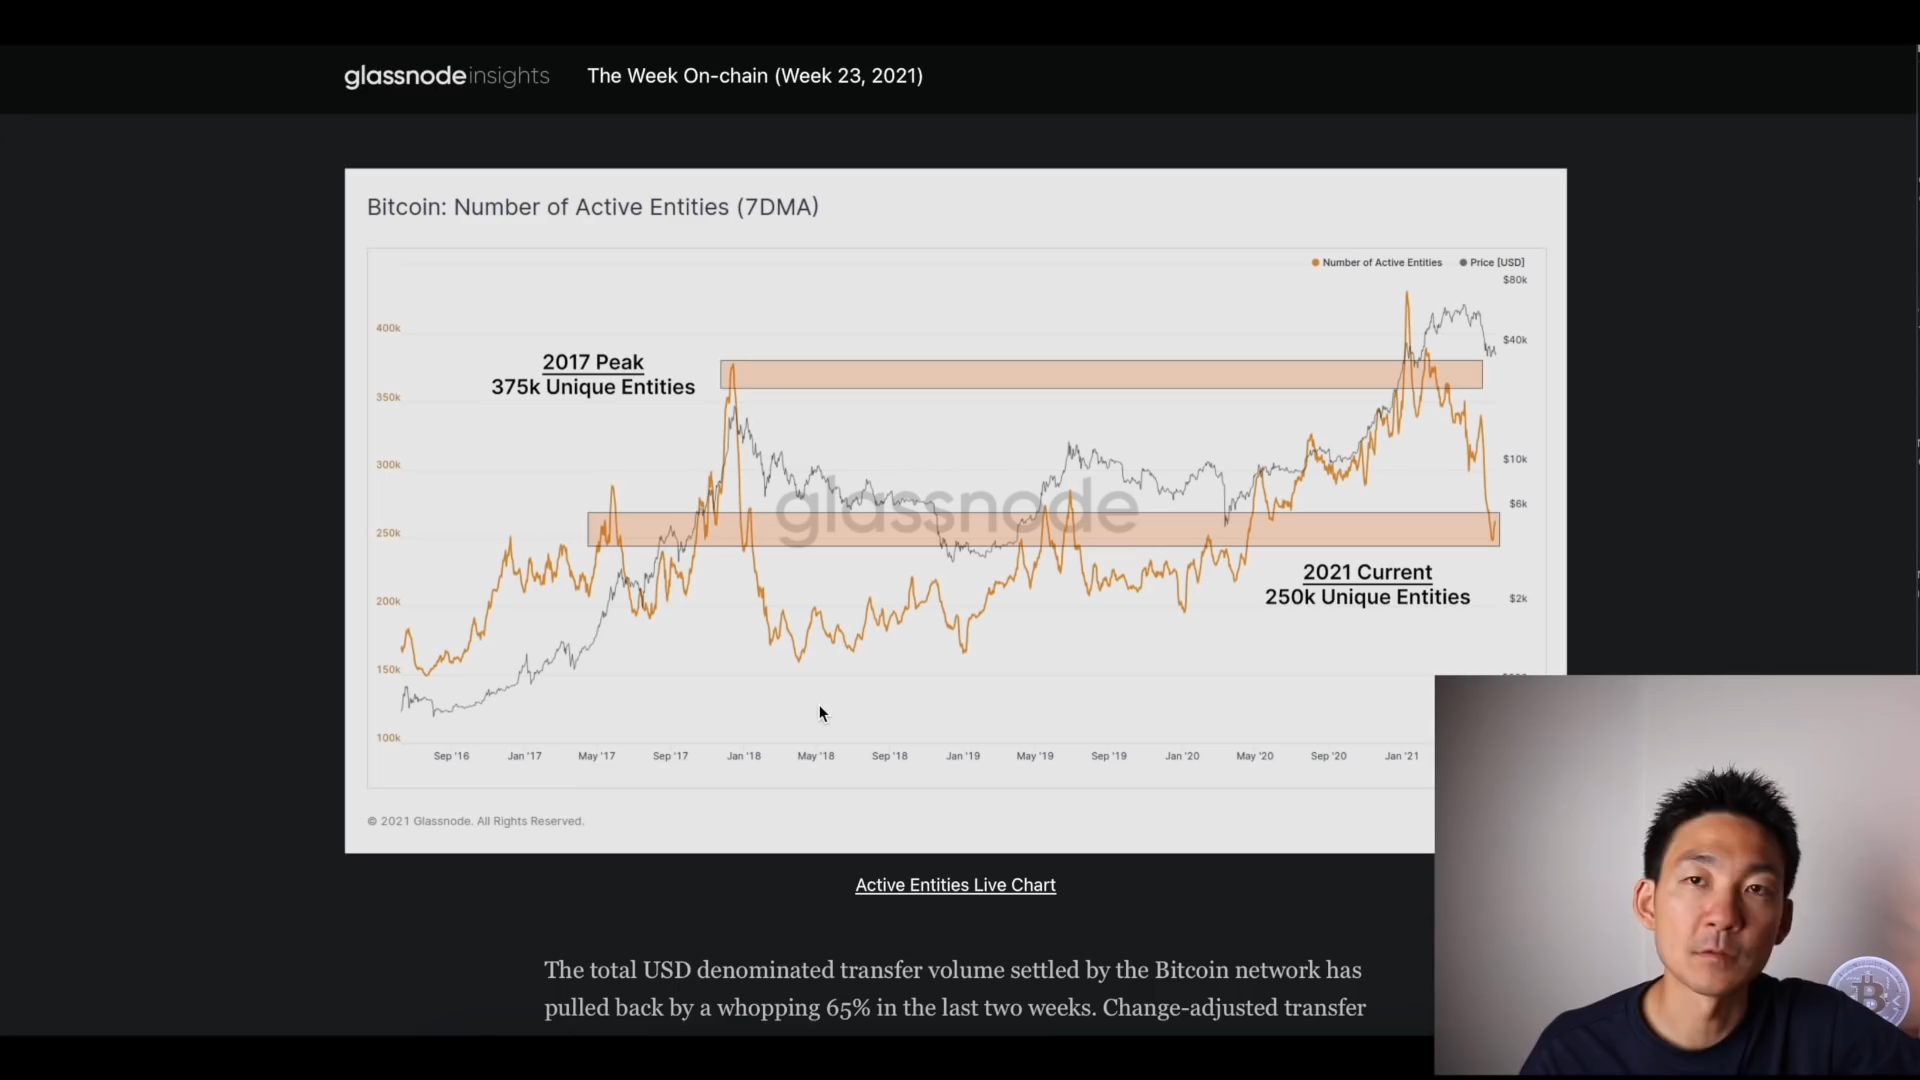 glassnodeinsights The Week On-chain (Week 23, 2021)
Bitcoin: Number of Active Entities (7DMA)
Number of Active Entities Price [USD]
$80k
400k
$40k
2017 Peak
375k Unique Entities
350k
300k
$10k
glassnode
$6k
250k
2021 Current
250k Unique Entities
200k
$2k
150k
100k
Sep '16 Jan '17 May '17 Sep '17 Jan '18 May '18 Sep '18 Jan '19 May '19 Sep '19 Jan '20 May '20 Sep '20 Jan '21
© 2021 Glassnode. All Rights Reserved.
Active Entities Live Chart
The total USD denominated transfer volume settled by the Bitcoin network has
pulled back by a whopping 65% in the last two weeks. Change-adjusted transfer